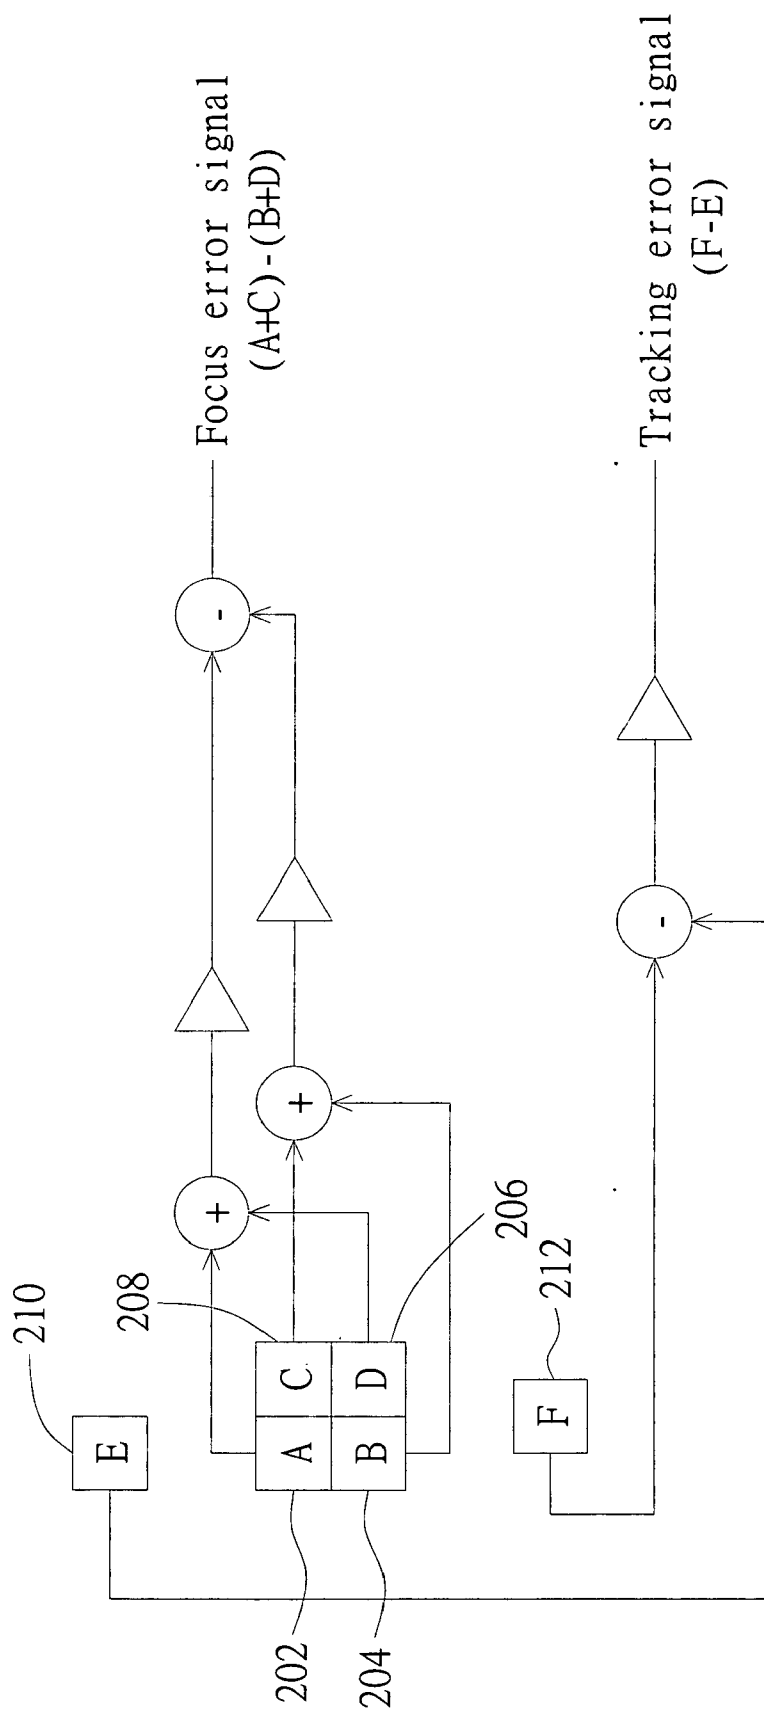 210
E
208
202
A
C
204
B
D
206
+
+
-
Focus error signal
(A+C)-(B+D)
212
F
-
Tracking error signal
(F-E)